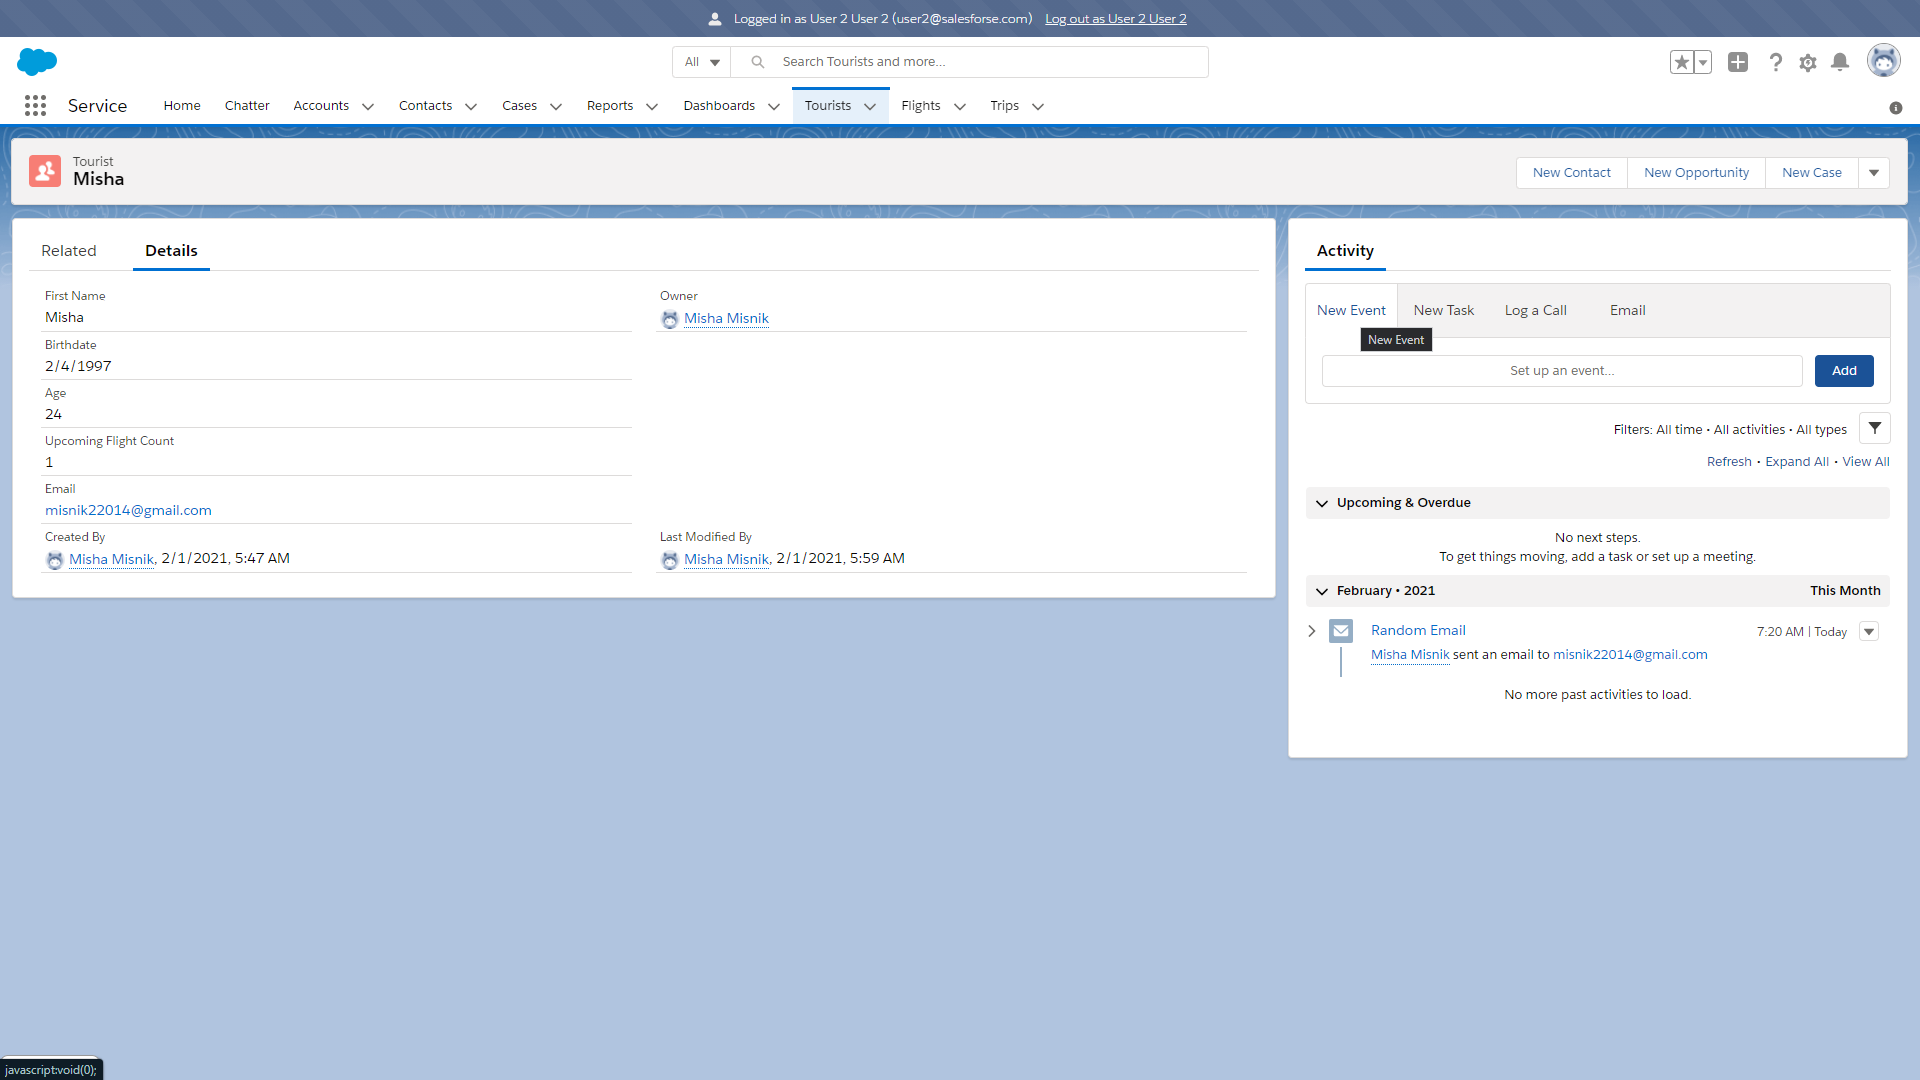 Logged in as User 2 User 2 (user2@salesforse.com) Log out as User 2 User 2
All Search Tourists and more...
Service Home Chatter Accounts Contacts Cases Reports Dashboards Tourists Flights Trips
Tourist
Misha
New Contact New Opportunity New Case
Related Details
First Name
Misha
Owner
Misha Misnik
Birthdate
2/4/1997
Age
24
Upcoming Flight Count
1
Email
misnik22014@gmail.com
Created By
Misha Misnik, 2/1/2021, 5:47 AM
Last Modified By
Misha Misnik, 2/1/2021, 5:59 AM
Activity
New Event New Task Log a Call Email
New Event
Set up an event... Add
Filters: All time • All activities • All types
Refresh • Expand All • View All
Upcoming & Overdue
No next steps.
To get things moving, add a task or set up a meeting.
February • 2021 This Month
Random Email 7:20 AM | Today
Misha Misnik sent an email to misnik22014@gmail.com
No more past activities to load.
javascript:void(0);